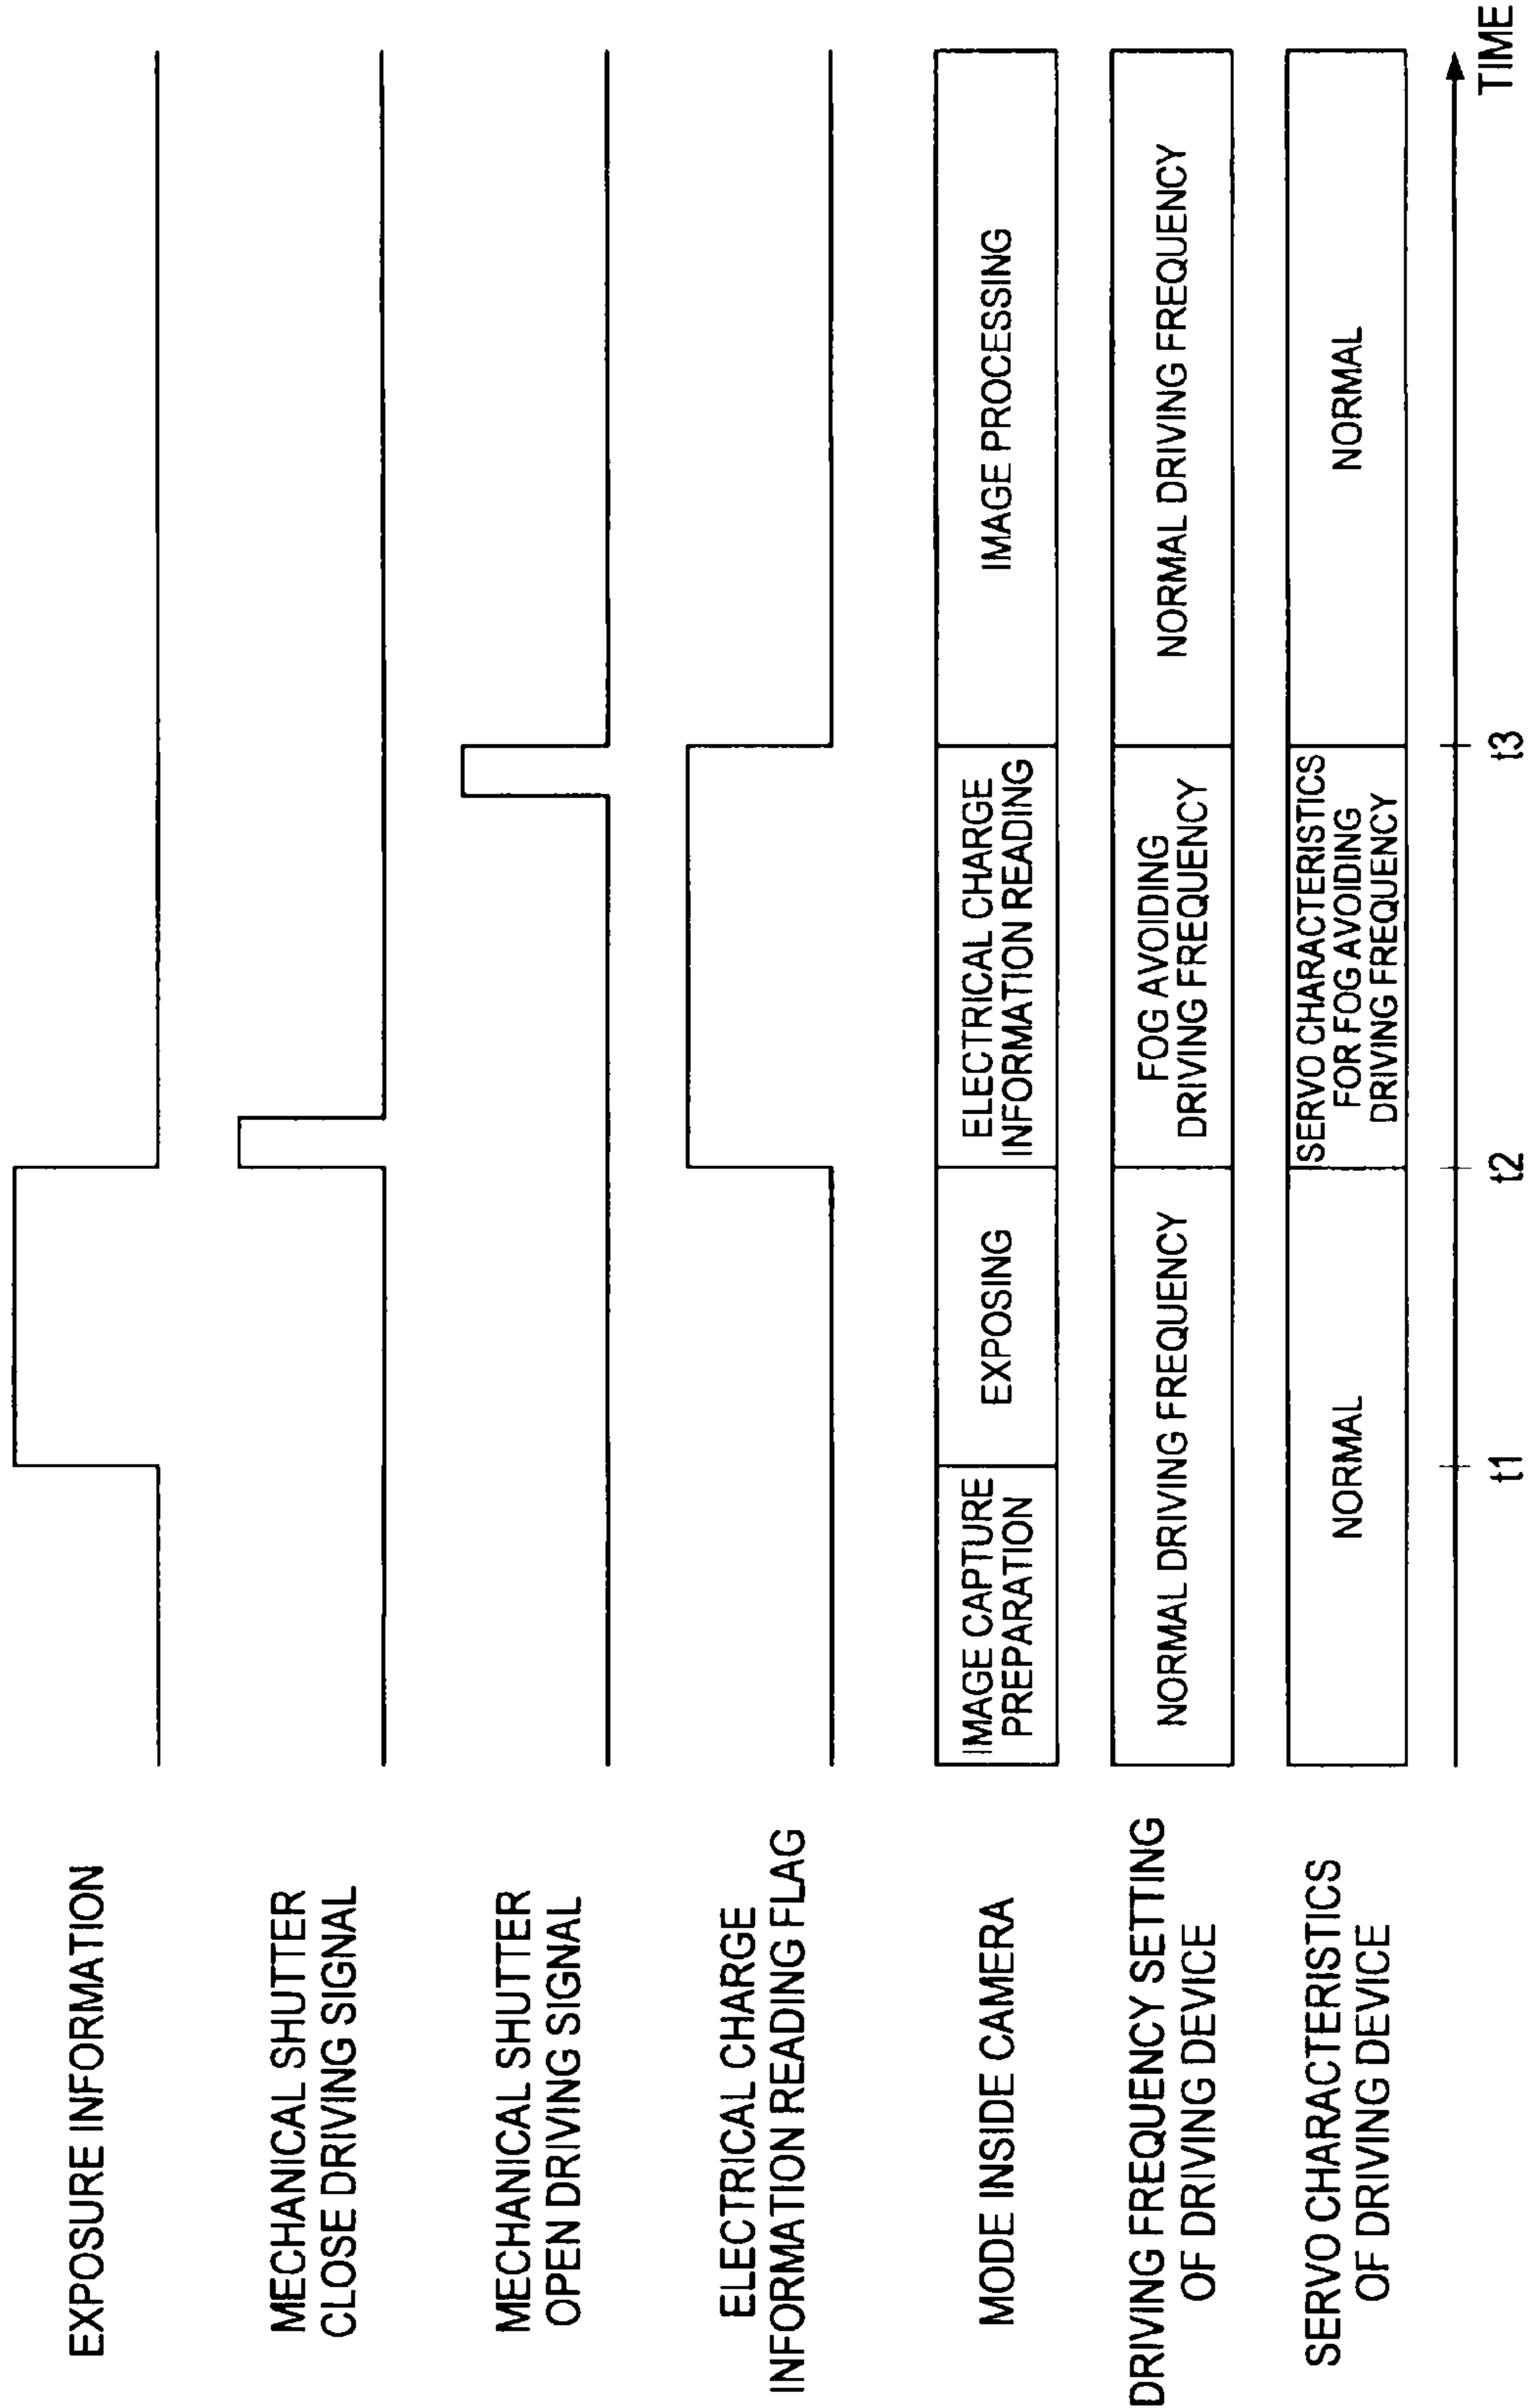 EXPOSURE INFORMATION
MECHANICAL SHUTTER
CLOSE DRIVING SIGNAL
MECHANICAL SHUTTER
OPEN DRIVING SIGNAL
ELECTRICAL CHARGE
INFORMATION READING FLAG
MODE INSIDE CAMERA
IMAGE CAPTURE
PREPARATION
EXPOSING
ELECTRICAL CHARGE
INFORMATION READING
IMAGE PROCESSING
DRIVING FREQUENCY SETTING
OF DRIVING DEVICE
NORMAL DRIVING FREQUENCY
FOG AVOIDING
DRIVING FREQUENCY
NORMAL DRIVING FREQUENCY
SERVO CHARACTERISTICS
OF DRIVING DEVICE
NORMAL
SERVO CHARACTERISTICS
FOR FOG AVOIDING
DRIVING FREQUENCY
NORMAL
t1
t2
t3
TIME